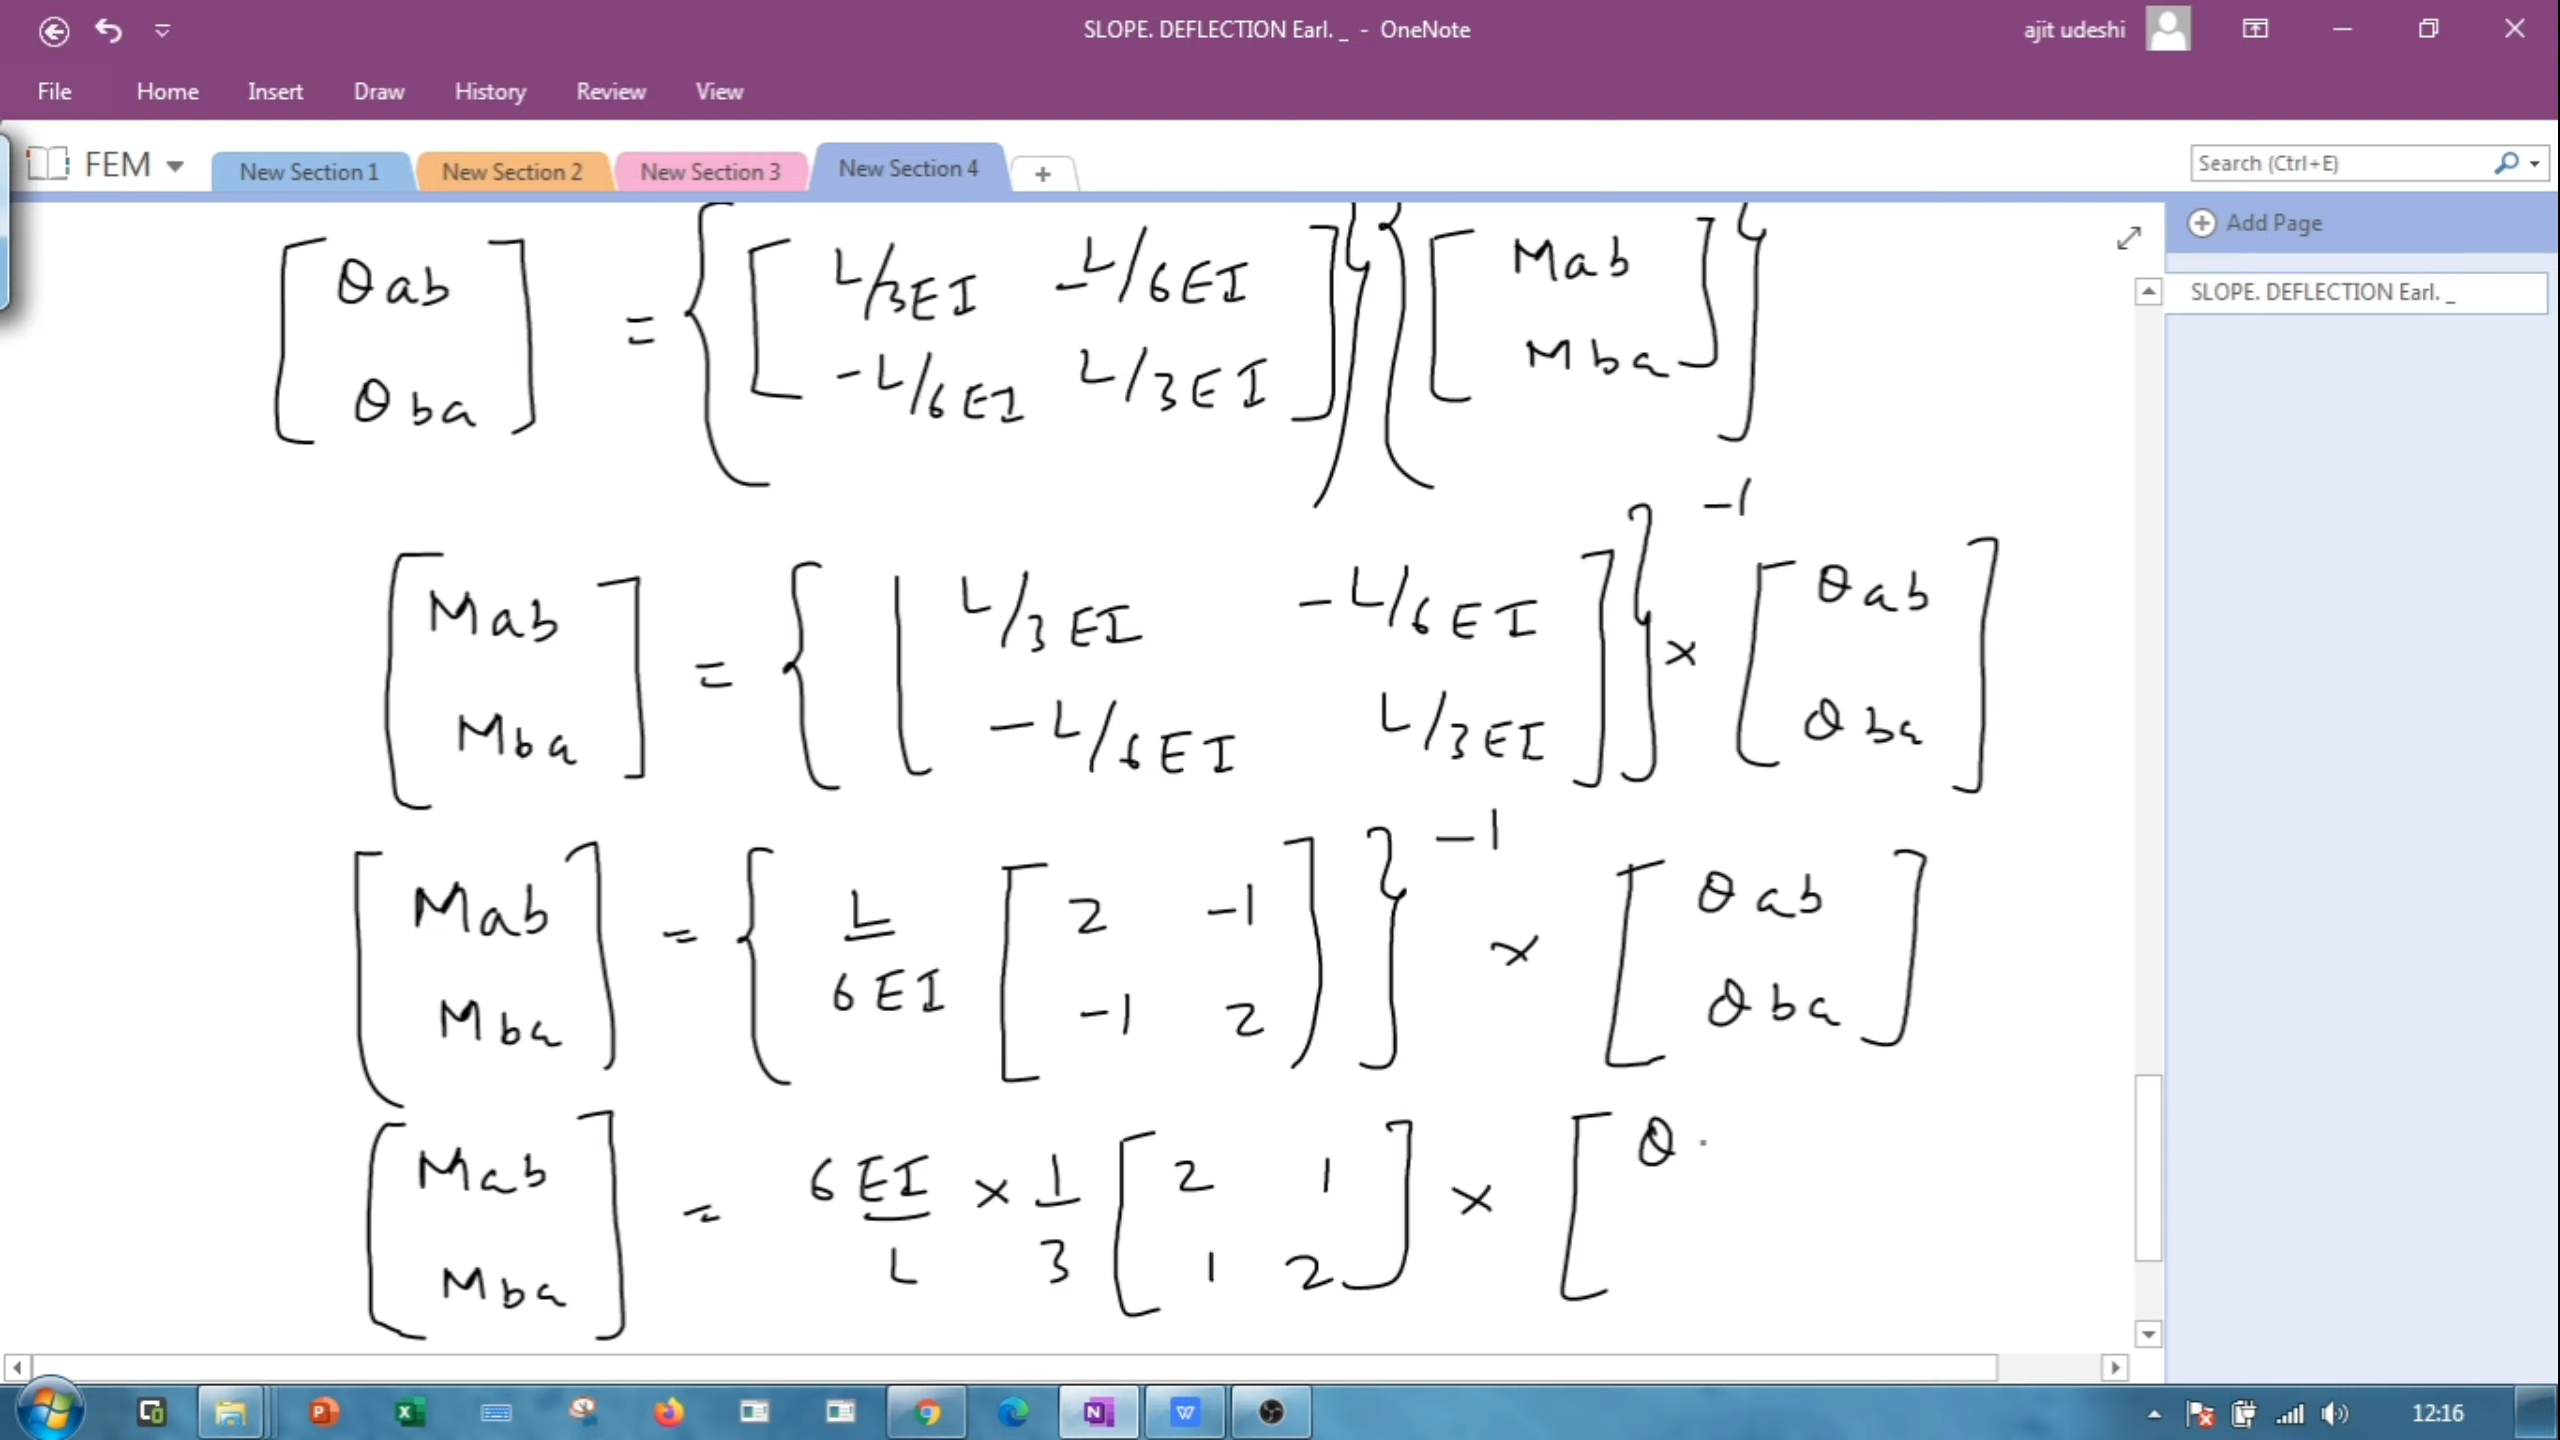 SLOPE. DEFLECTION Earl. _ - OneNote
ajit udeshi
File Home Insert Draw History Review View
FEM New Section 1 New Section 2 New Section 3 New Section 4 +
Search (Ctrl+E)
Add Page
SLOPE. DEFLECTION Earl. _
[θab θba] = {[L/3EI -L/6EI
-L/6EI L/3EI]}{[Mab Mba]}
[Mab Mba] = {[L/3EI -L/6EI
-L/6EI L/3EI]}-1 × [θab θba]
[Mab Mba] = {L/6EI [2 -1
-1 2]}-1 × [θab θba]
[Mab Mba] = 6EI/L × 1/3 [2 1
1 2] × [θ
12:16